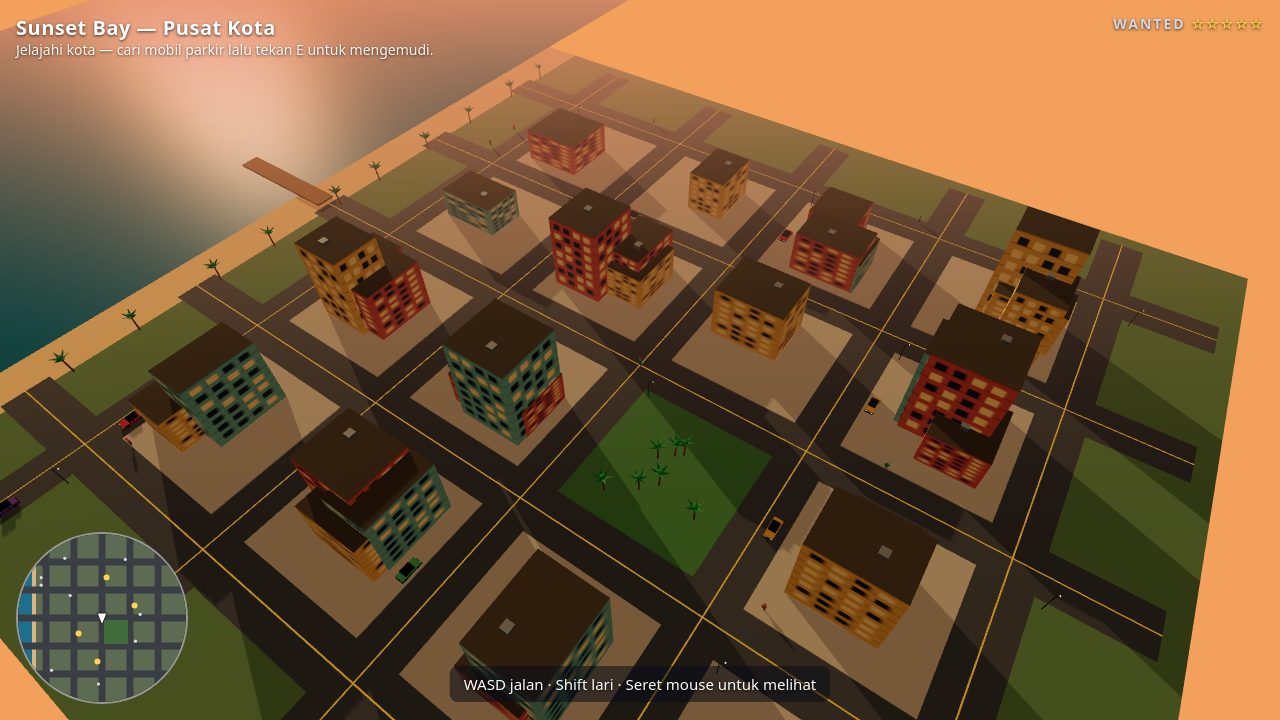 Sunset Bay — Pusat Kota
Jelajahi kota — cari mobil parkir lalu tekan E untuk mengemudi.
WANTED ☆☆☆☆☆
WASD jalan · Shift lari · Seret mouse untuk melihat